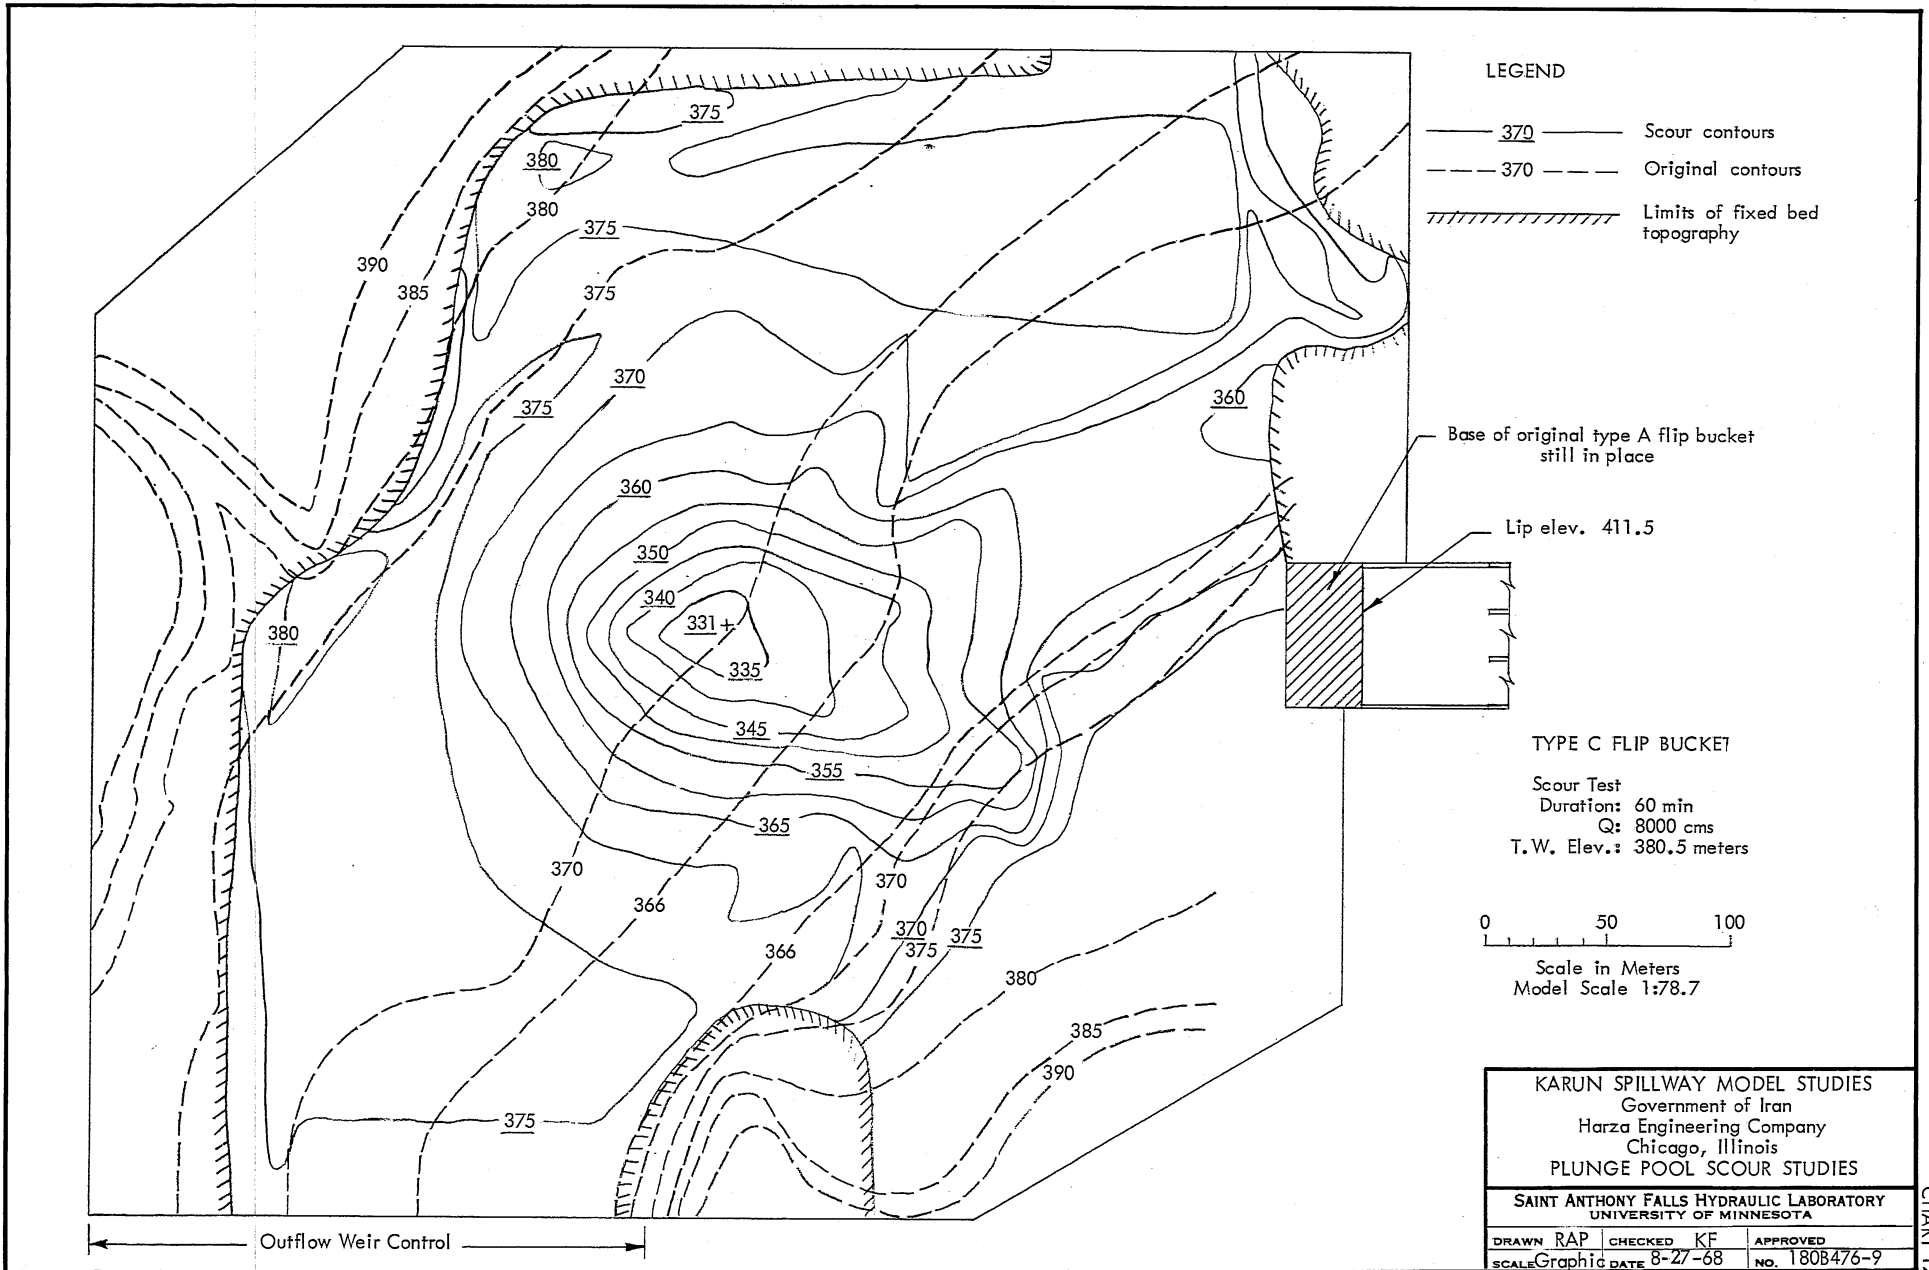 LEGEND
370 Scour contours
370 Original contours
Limits of fixed bed
topography
375
380
380
375
390
385
375
370
375
360
360
Base of original type A flip bucket
still in place
Lip elev. 411.5
350
340
331+
380
335
345
355
365
370
366
370
370
375
375
366
380
385
390
375
TYPE C FLIP BUCKET
Scour Test
Duration: 60 min
Q: 8000 cms
T.W. Elev.: 380.5 meters
0 50 100
Scale in Meters
Model Scale 1:78.7
Outflow Weir Control
KARUN SPILLWAY MODEL STUDIES
Government of Iran
Harza Engineering Company
Chicago, Illinois
PLUNGE POOL SCOUR STUDIES
SAINT ANTHONY FALLS HYDRAULIC LABORATORY
UNIVERSITY OF MINNESOTA
DRAWN RAP CHECKED KF APPROVED
SCALE Graphic DATE 8-27-68 NO. 180B476-9